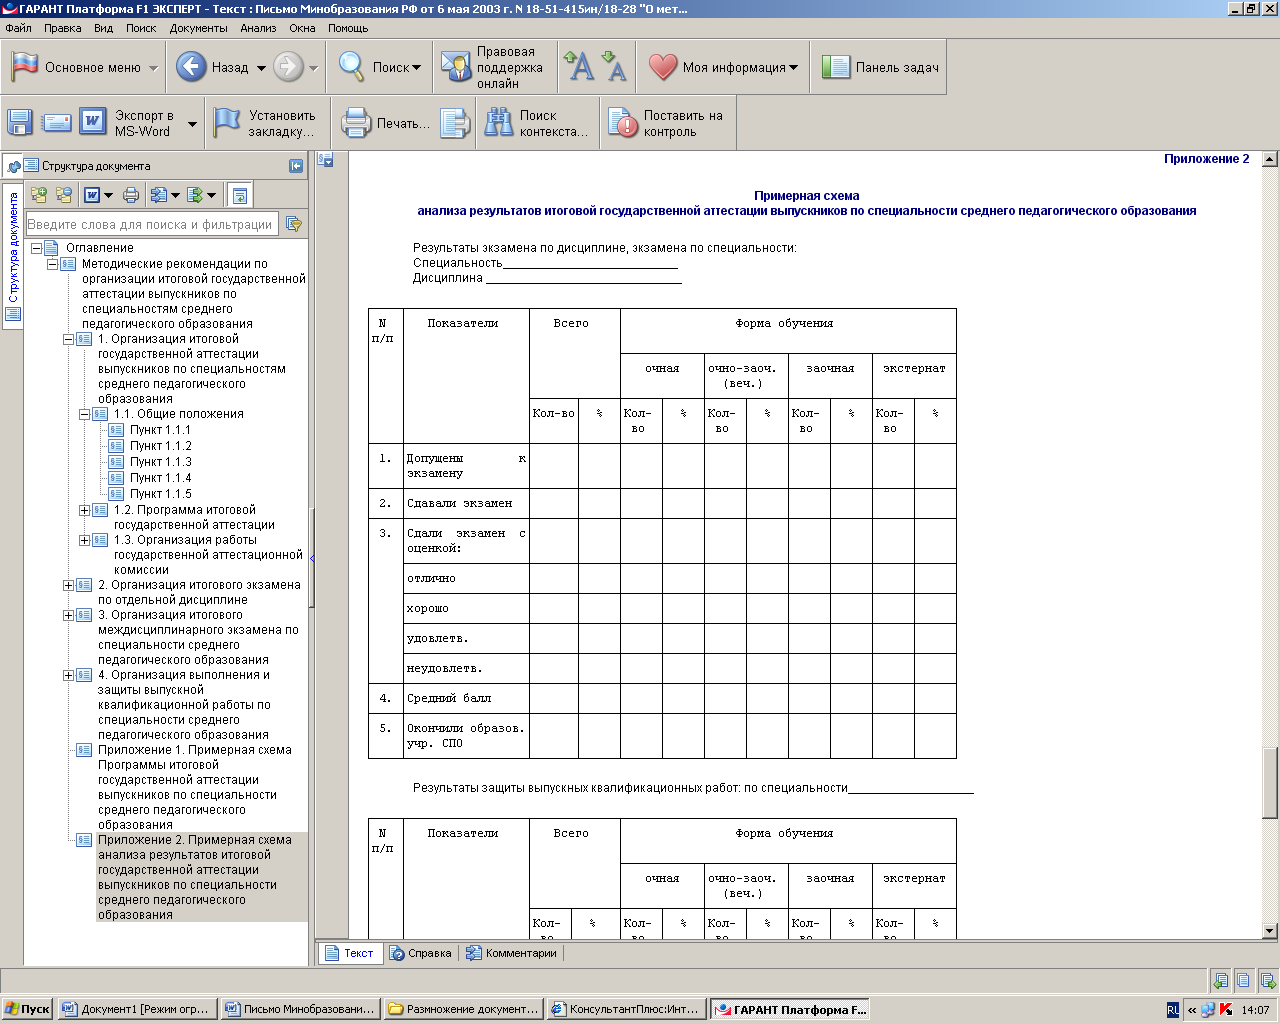 ГАРАНТ Платформа F1 ЭКСПЕРТ - Текст : Письмо Минобразования РФ от 6 мая 2003 г. N 18-51-415ин/18-28 "О мет...
Файл Правка Вид Поиск Документы Анализ Окна Помощь
Основное меню
Назад
Поиск
Правовая
поддержка
онлайн
Моя информация
Панель задач
Экспорт в
MS-Word
Установить
закладку...
Печать...
Поиск
контекста...
Поставить на
контроль
Структура документа
Структура документа
Введите слова для поиска и фильтрации
Оглавление
Методические рекомендации по
организации итоговой государственной
аттестации выпускников по
специальностям среднего
педагогического образования
1. Организация итоговой
государственной аттестации
выпускников по специальностям
среднего педагогического
образования
1.1. Общие положения
Пункт 1.1.1
Пункт 1.1.2
Пункт 1.1.3
Пункт 1.1.4
Пункт 1.1.5
1.2. Программа итоговой
государственной аттестации
1.3. Организация работы
государственной аттестационной
комиссии
2. Организация итогового экзамена
по отдельной дисциплине
3. Организация итогового
междисциплинарного экзамена по
специальности среднего
педагогического образования
4. Организация выполнения и
защиты выпускной
квалификационной работы по
специальности среднего
педагогического образования
Приложение 1. Примерная схема
Программы итоговой
государственной аттестации
выпускников по специальности
среднего педагогического
образования
Приложение 2. Примерная схема
анализа результатов итоговой
государственной аттестации
выпускников по специальности
среднего педагогического
образования
Приложение 2
Примерная схема
анализа результатов итоговой государственной аттестации выпускников по специальности среднего педагогического образования
Результаты экзамена по дисциплине, экзамена по специальности:
Специальность__________________________
Дисциплина _____________________________
N Показатели Всего Форма обучения
п/п
очная очно-заоч. заочная экстернат
(веч.)
Кол-во % Кол- % Кол- % Кол- % Кол- %
во во во во
1. Допущены к
экзамену
2. Сдавали экзамен
3. Сдали экзамен с
оценкой:
отлично
хорошо
удовлетв.
неудовлетв.
4. Средний балл
5. Окончили образов.
учр. СПО
Результаты защиты выпускных квалификационных работ: по специальности___________________
N Показатели Всего Форма обучения
п/п
очная очно-заоч. заочная экстернат
(веч.)
Кол- % Кол- % Кол- % Кол- % Кол- %
во во во во во
Текст Справка Комментарии
Пуск
Документ1 [Режим огр...
Письмо Минобразовани...
Размножение документ...
КонсультантПлюс:Инт...
ГАРАНТ Платформа F...
RL
«
14:07